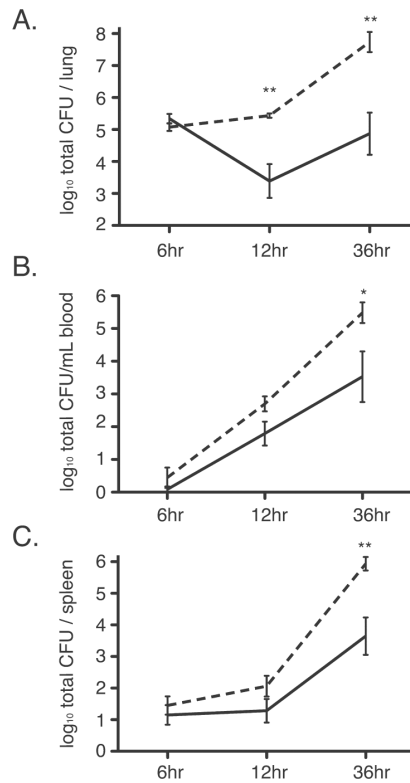 A.
log₁₀ total CFU / lung
8
7
6
5
4
3
2
**
**
6hr 12hr 36hr
B.
log₁₀ total CFU/mL blood
6
5
4
3
2
1
0
*
6hr 12hr 36hr
C.
log₁₀ total CFU / spleen
6
5
4
3
2
1
0
**
6hr 12hr 36hr